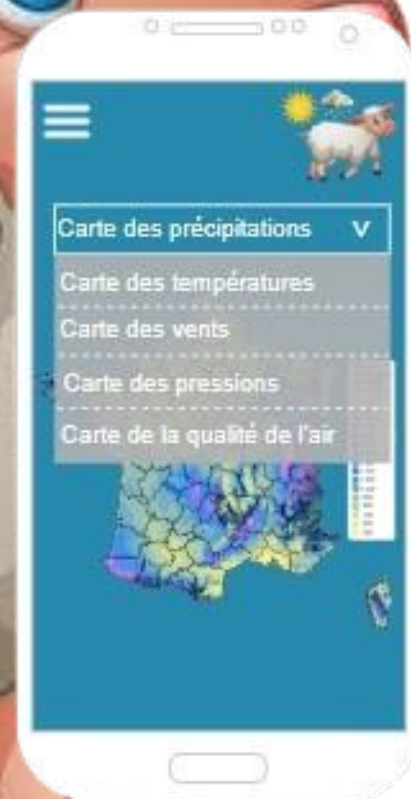 Carte des précipitations V
Carte des températures
Carte des vents
Carte des pressions
Carte de la qualité de l'air